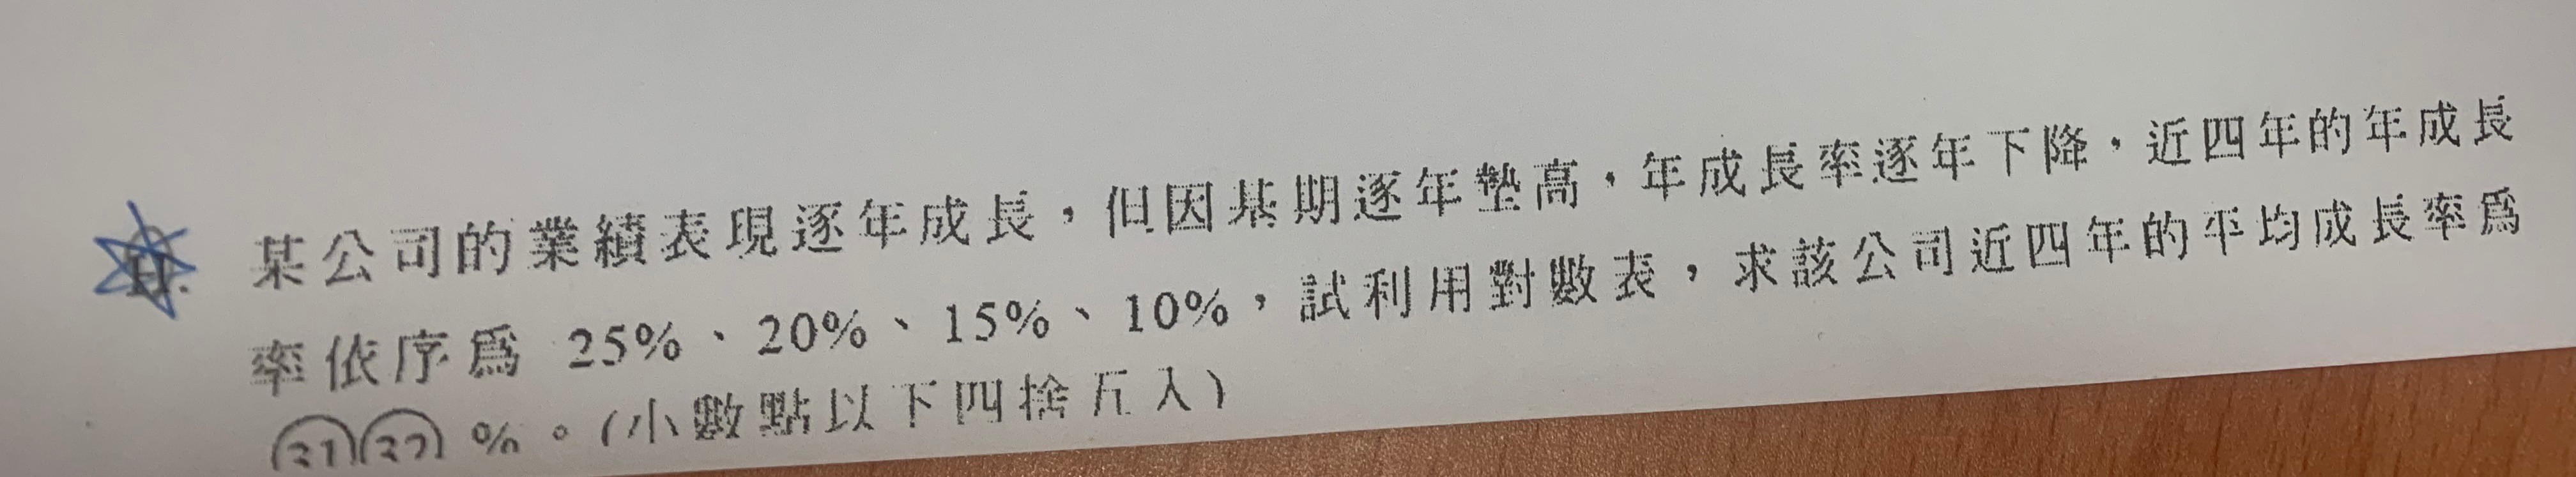 11. 某公司的業績表現逐年成長，但因基期逐年墊高，年成長率逐年下降。近四年的年成長
率依序為 25%、20%、15%、10%，試利用對數表，求該公司近四年的平均成長率為
㉛㉜ %。(小數點以下四捨五入)